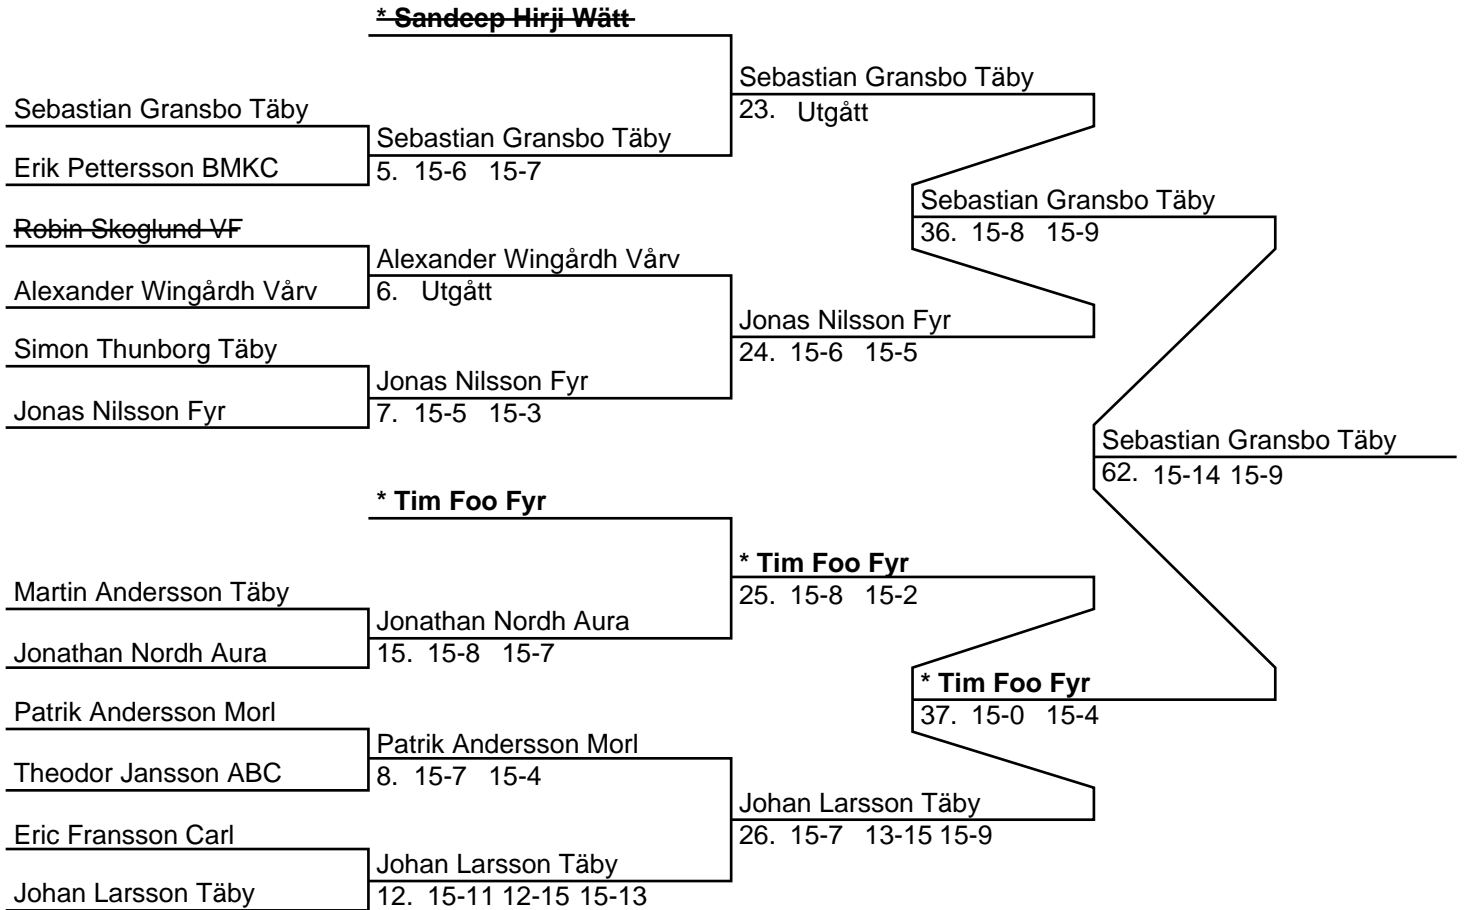 * Sandeep Hirji Wätt
Sebastian Gransbo Täby
Sebastian Gransbo Täby
23. Utgått
Sebastian Gransbo Täby
Erik Pettersson BMKC
5. 15-6 15-7
Sebastian Gransbo Täby
Robin Skoglund VF
36. 15-8 15-9
Alexander Wingårdh Vårv
Alexander Wingårdh Vårv
6. Utgått
Jonas Nilsson Fyr
Simon Thunborg Täby
24. 15-6 15-5
Jonas Nilsson Fyr
Jonas Nilsson Fyr
7. 15-5 15-3
Sebastian Gransbo Täby
62. 15-14 15-9
* Tim Foo Fyr
* Tim Foo Fyr
Martin Andersson Täby
25. 15-8 15-2
Jonathan Nordh Aura
Jonathan Nordh Aura
15. 15-8 15-7
* Tim Foo Fyr
Patrik Andersson Morl
37. 15-0 15-4
Patrik Andersson Morl
Theodor Jansson ABC
8. 15-7 15-4
Johan Larsson Täby
Eric Fransson Carl
26. 15-7 13-15 15-9
Johan Larsson Täby
Johan Larsson Täby
12. 15-11 12-15 15-13